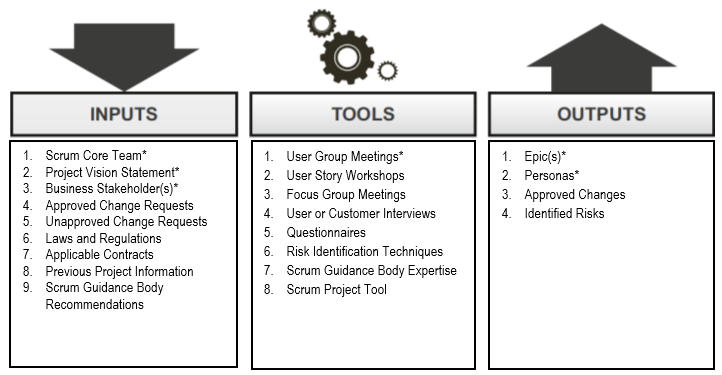 INPUTS
1. Scrum Core Team*
2. Project Vision Statement*
3. Business Stakeholder(s)*
4. Approved Change Requests
5. Unapproved Change Requests
6. Laws and Regulations
7. Applicable Contracts
8. Previous Project Information
9. Scrum Guidance Body
Recommendations
TOOLS
1. User Group Meetings*
2. User Story Workshops
3. Focus Group Meetings
4. User or Customer Interviews
5. Questionnaires
6. Risk Identification Techniques
7. Scrum Guidance Body Expertise
8. Scrum Project Tool
OUTPUTS
1. Epic(s)*
2. Personas*
3. Approved Changes
4. Identified Risks